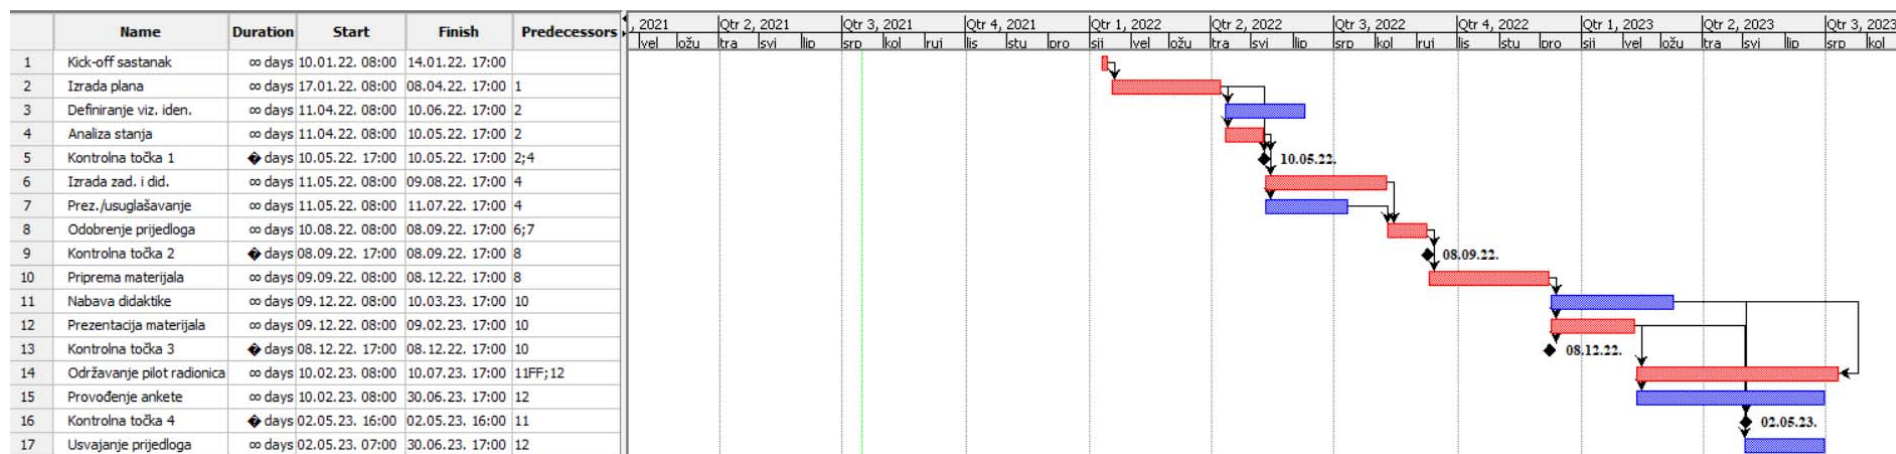 Name Duration Start Finish Predecessors
, 2021 Qtr 2, 2021 Qtr 3, 2021 Qtr 4, 2021 Qtr 1, 2022 Qtr 2, 2022 Qtr 3, 2022 Qtr 4, 2022 Qtr 1, 2023 Qtr 2, 2023 Qtr 3, 2023
vel ožu tra svi lip srp kol ruj lis stu pro sij vel ožu tra svi lip srp kol ruj lis stu pro sij vel ožu tra svi lip srp kol
1 Kick-off sastanak ∞ days 10.01.22. 08:00 14.01.22. 17:00
2 Izrada plana ∞ days 17.01.22. 08:00 08.04.22. 17:00 1
3 Definiranje viz. iden. ∞ days 11.04.22. 08:00 10.06.22. 17:00 2
4 Analiza stanja ∞ days 11.04.22. 08:00 10.05.22. 17:00 2
5 Kontrolna točka 1 � days 10.05.22. 17:00 10.05.22. 17:00 2;4 10.05.22.
6 Izrada zad. i did. ∞ days 11.05.22. 08:00 09.08.22. 17:00 4
7 Prez./usuglašavanje ∞ days 11.05.22. 08:00 11.07.22. 17:00 4
8 Odobrenje prijedloga ∞ days 10.08.22. 08:00 08.09.22. 17:00 6;7
9 Kontrolna točka 2 � days 08.09.22. 17:00 08.09.22. 17:00 8 08.09.22.
10 Priprema materijala ∞ days 09.09.22. 08:00 08.12.22. 17:00 8
11 Nabava didaktike ∞ days 09.12.22. 08:00 10.03.23. 17:00 10
12 Prezentacija materijala ∞ days 09.12.22. 08:00 09.02.23. 17:00 10
13 Kontrolna točka 3 � days 08.12.22. 17:00 08.12.22. 17:00 10 08.12.22.
14 Održavanje pilot radionica ∞ days 10.02.23. 08:00 10.07.23. 17:00 11FF;12
15 Provođenje ankete ∞ days 10.02.23. 08:00 30.06.23. 17:00 12
16 Kontrolna točka 4 � days 02.05.23. 16:00 02.05.23. 16:00 11 02.05.23.
17 Usvajanje prijedloga ∞ days 02.05.23. 07:00 30.06.23. 17:00 12